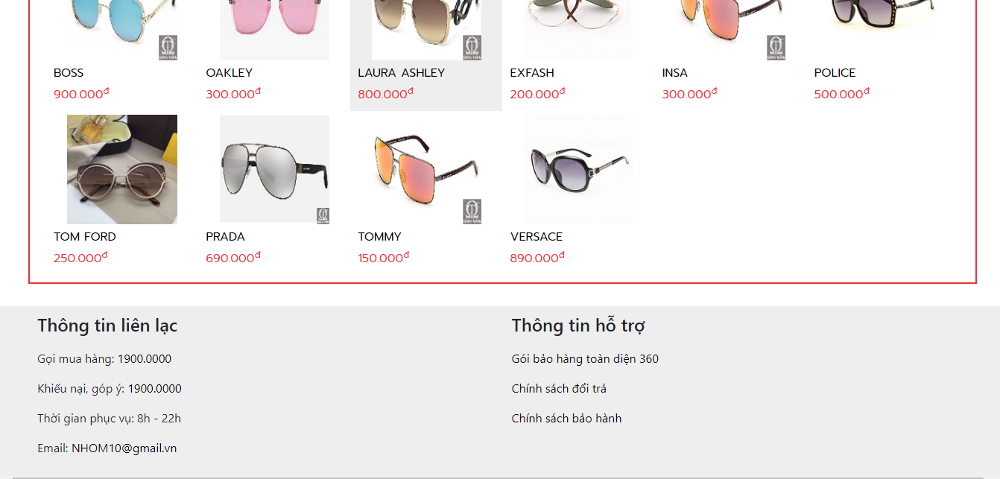 BOSS
OAKLEY
LAURA ASHLEY
EXFASH
INSA
POLICE
900.000đ
300.000đ
800.000đ
200.000đ
300.000đ
500.000đ
TOM FORD
PRADA
TOMMY
VERSACE
250.000đ
690.000đ
150.000đ
890.000đ
Thông tin liên lạc
Gọi mua hàng: 1900.0000
Khiếu nại, góp ý: 1900.0000
Thời gian phục vụ: 8h - 22h
Email: NHOM10@gmail.vn
Thông tin hỗ trợ
Gói bảo hàng toàn diện 360
Chính sách đổi trả
Chính sách bảo hành